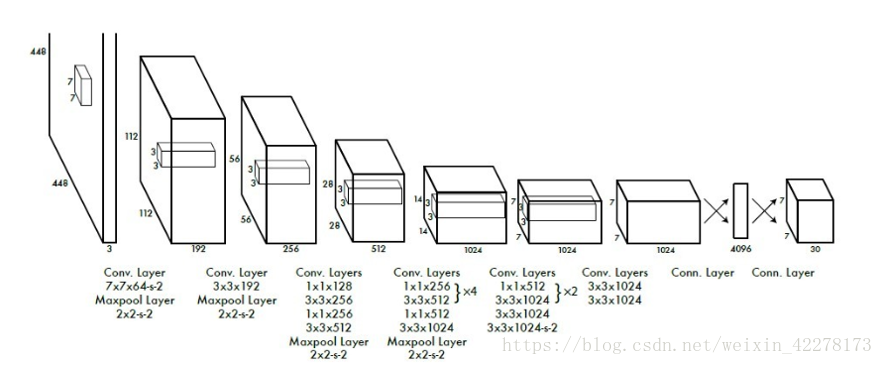 448
7
7
448
3
112
3
3
112
192
56
3
3
56
256
28
3
3
28
512
14
3
3
14
1024
7
3
3
7
1024
7
7
1024
4096
7
7
30
Conv. Layer
7x7x64-s-2
Maxpool Layer
2x2-s-2
Conv. Layer
3x3x192
Maxpool Layer
2x2-s-2
Conv. Layers
1x1x128
3x3x256
1x1x256
3x3x512
Maxpool Layer
2x2-s-2
Conv. Layers
1x1x256
3x3x512
}×4
1x1x512
3x3x1024
Maxpool Layer
2x2-s-2
Conv. Layers
1x1x512
3x3x1024
}×2
3x3x1024
3x3x1024-s-2
Conv. Layers
3x3x1024
3x3x1024
Conn. Layer
Conn. Layer
https://blog.csdn.net/weixin_42278173